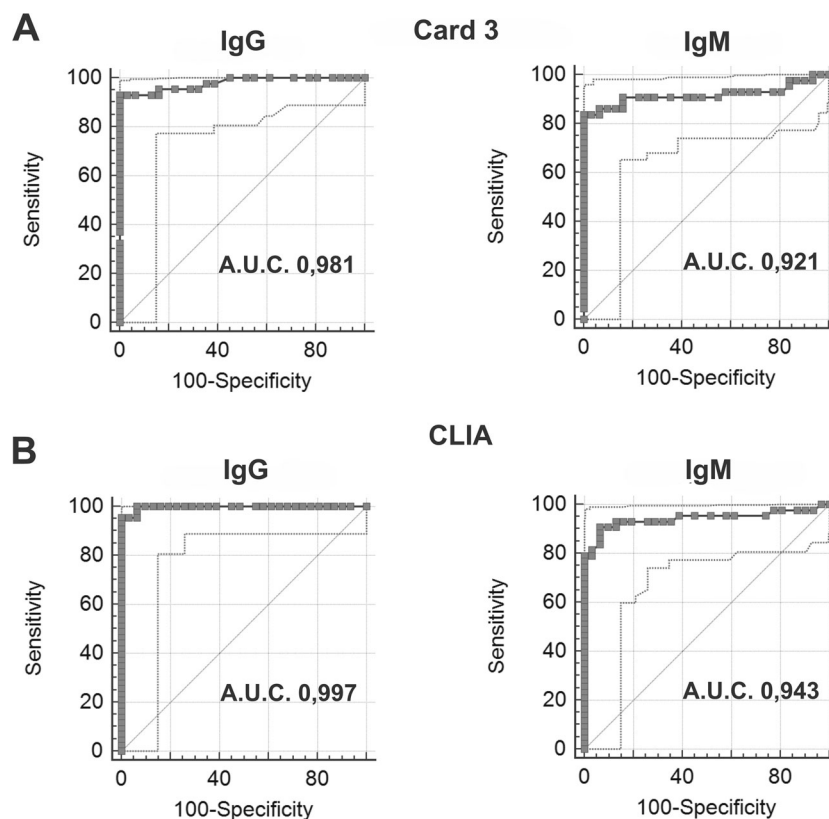 A
Card 3
IgG
IgM
Sensitivity
100
80
60
40
20
0
A.U.C. 0,981
0
40
80
100-Specificity
Sensitivity
100
80
60
40
20
0
A.U.C. 0,921
0
40
80
100-Specificity
B
CLIA
IgG
IgM
Sensitivity
100
80
60
40
20
0
A.U.C. 0,997
0
40
80
100-Specificity
Sensitivity
100
80
60
40
20
0
A.U.C. 0,943
0
40
80
100-Specificity